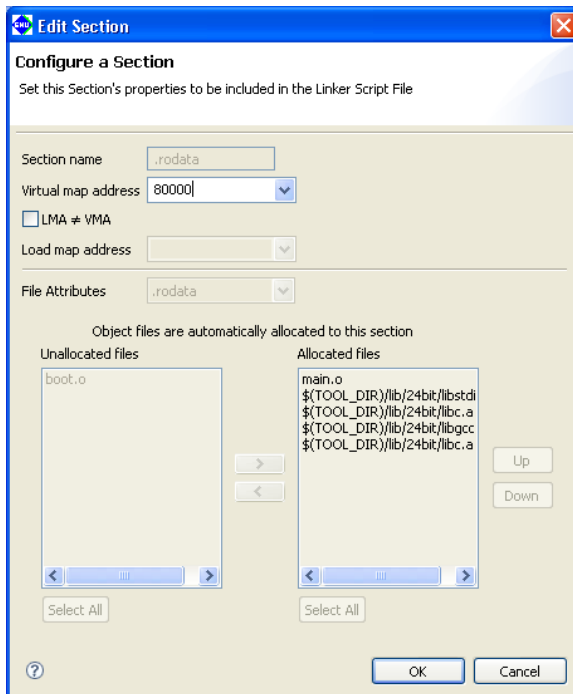 GNU Edit Section
Configure a Section
Set this Section's properties to be included in the Linker Script File
Section name .rodata
Virtual map address 80000
LMA ≠ VMA
Load map address
File Attributes .rodata
Object files are automatically allocated to this section
Unallocated files Allocated files
boot.o
main.o
$(TOOL_DIR)/lib/24bit/libstdi
$(TOOL_DIR)/lib/24bit/libc.a
$(TOOL_DIR)/lib/24bit/libgcc
$(TOOL_DIR)/lib/24bit/libc.a
>
<
Up
Down
Select All Select All
? OK Cancel